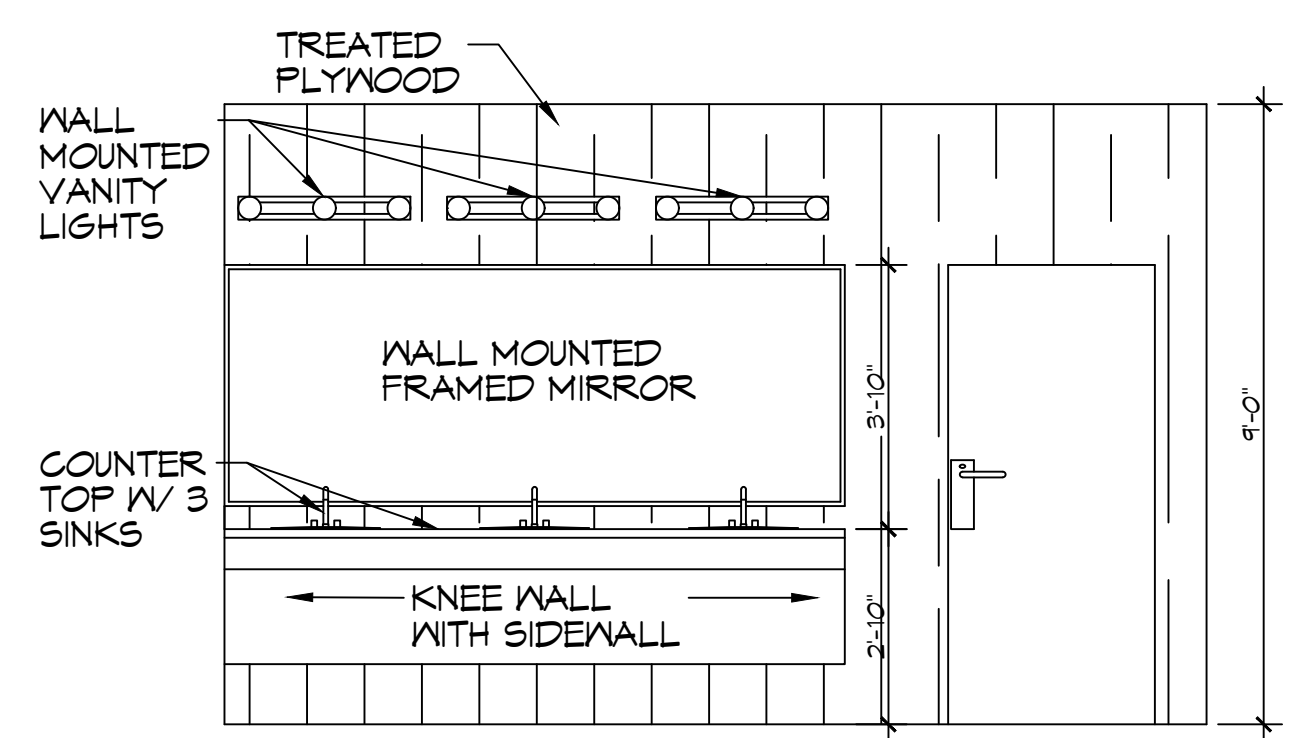 TREATED
PLYWOOD
WALL
MOUNTED
VANITY
LIGHTS
WALL MOUNTED
FRAMED MIRROR
3'-10"
9'-0"
COUNTER
TOP W/ 3
SINKS
KNEE WALL
WITH SIDEWALL
2'-10"